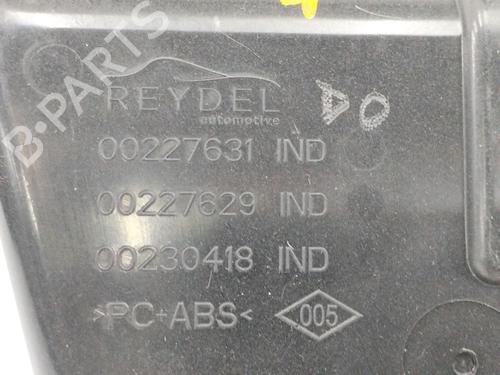 B-PARTS
REYDEL
automotive
00227631 IND
00227629 IND
00230418 IND
>PC+ABS< 005